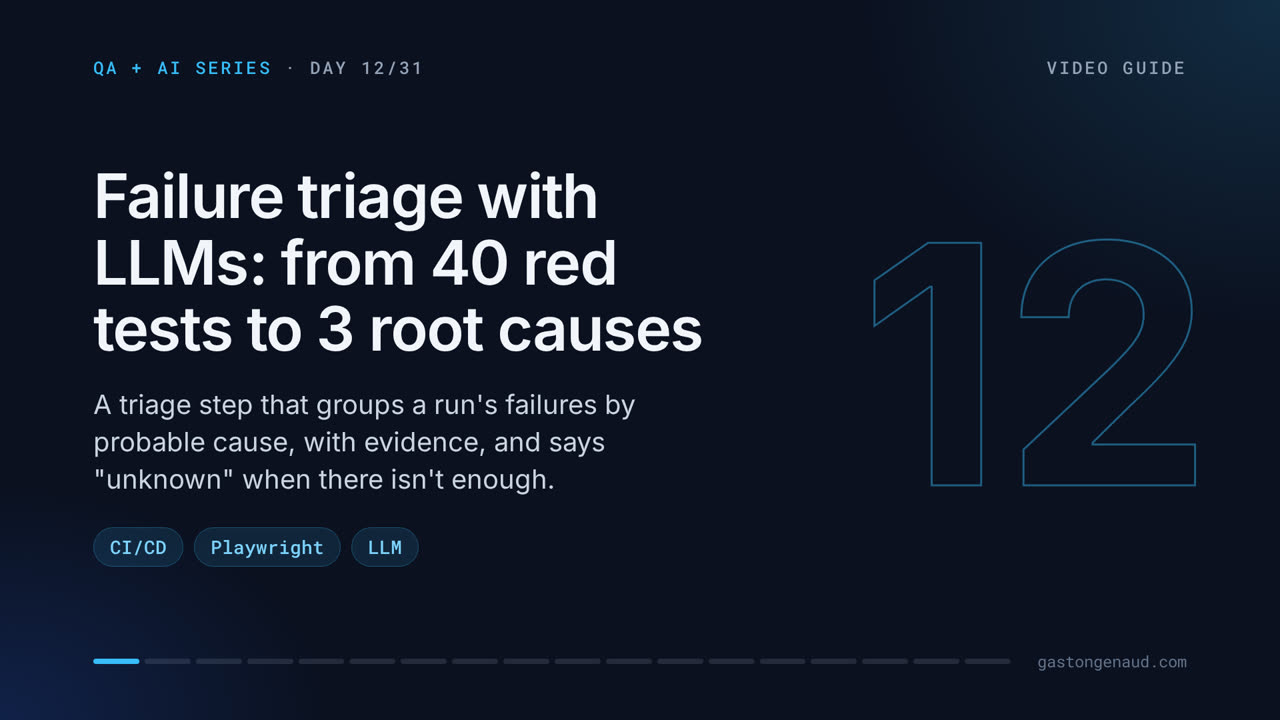 QA + AI SERIES · DAY 12/31
VIDEO GUIDE
Failure triage with
LLMs: from 40 red
tests to 3 root causes
12
A triage step that groups a run's failures by
probable cause, with evidence, and says
"unknown" when there isn't enough.
CI/CD
Playwright
LLM
gastongenaud.com